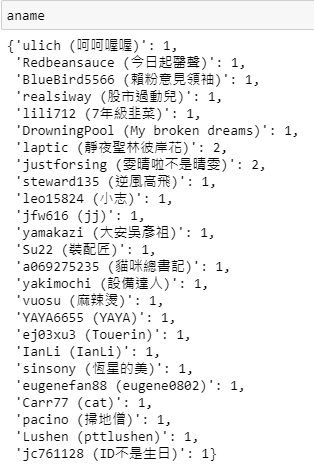 aname
{'ulich (呵呵喔喔)': 1,
'Redbeansauce (今日起罄聲)': 1,
'BlueBird5566 (賴粉意見領袖)': 1,
'realsiway (股市過動兒)': 1,
'lili712 (7年級韭菜)': 1,
'DrowningPool (My broken dreams)': 1,
'laptic (靜夜聖林彼岸花)': 2,
'justforsing (雯晴啦不是晴雯)': 2,
'steward135 (逆風高飛)': 1,
'leo15824 (小志)': 1,
'jfw616 (jj)': 1,
'yamakazi (大安吳彥祖)': 1,
'Su22 (裝配匠)': 1,
'a069275235 (貓咪總書記)': 1,
'yakimochi (設備達人)': 1,
'vuosu (麻辣燙)': 1,
'YAYA6655 (YAYA)': 1,
'ej03xu3 (Touerin)': 1,
'IanLi (IanLi)': 1,
'sinsony (恆星的美)': 1,
'eugenefan88 (eugene0802)': 1,
'Carr77 (cat)': 1,
'pacino (掃地僧)': 1,
'Lushen (pttlushen)': 1,
'jc761128 (ID不是生日)': 1}